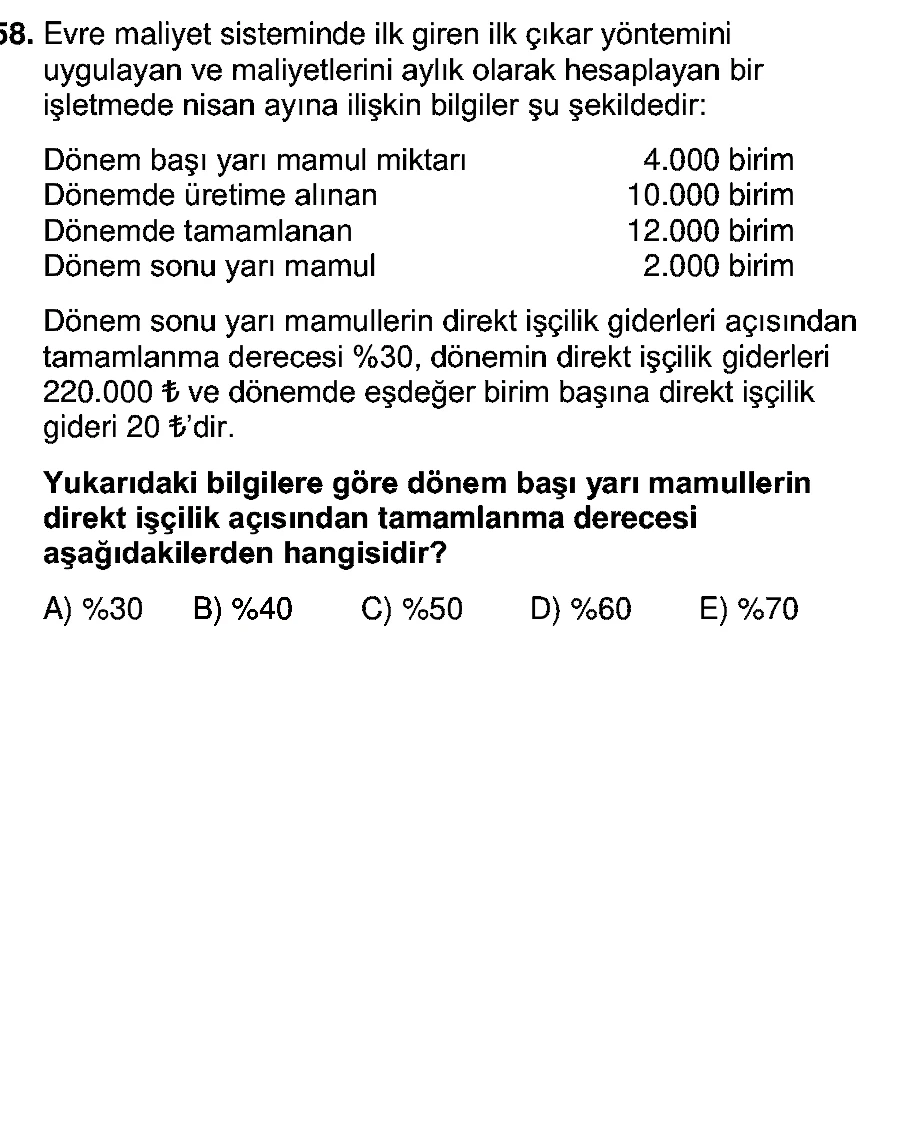 58. Evre maliyet sisteminde ilk giren ilk çıkar yöntemini
uygulayan ve maliyetlerini aylık olarak hesaplayan bir
işletmede nisan ayına ilişkin bilgiler şu şekildedir:
Dönem başı yarı mamul miktarı 4.000 birim
Dönemde üretime alınan 10.000 birim
Dönemde tamamlanan 12.000 birim
Dönem sonu yarı mamul 2.000 birim
Dönem sonu yarı mamullerin direkt işçilik giderleri açısından
tamamlanma derecesi %30, dönemin direkt işçilik giderleri
220.000 ₺ ve dönemde eşdeğer birim başına direkt işçilik
gideri 20 ₺'dir.
Yukarıdaki bilgilere göre dönem başı yarı mamullerin
direkt işçilik açısından tamamlanma derecesi
aşağıdakilerden hangisidir?
A) %30 B) %40 C) %50 D) %60 E) %70